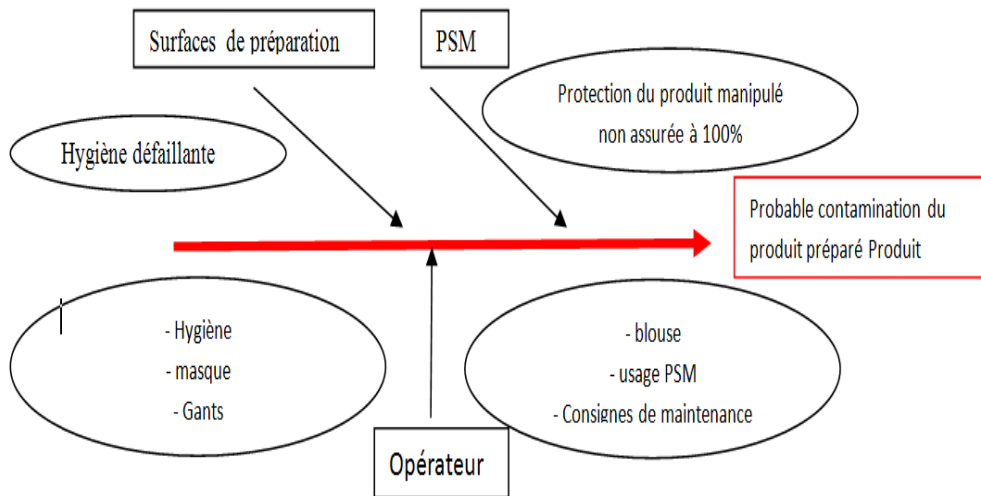 Surfaces de préparation
PSM
Protection du produit manipulé
non assurée à 100%
Hygiène défaillante
Probable contamination du
produit préparé Produit
- Hygiène
- masque
- Gants
- blouse
- usage PSM
- Consignes de maintenance
Opérateur